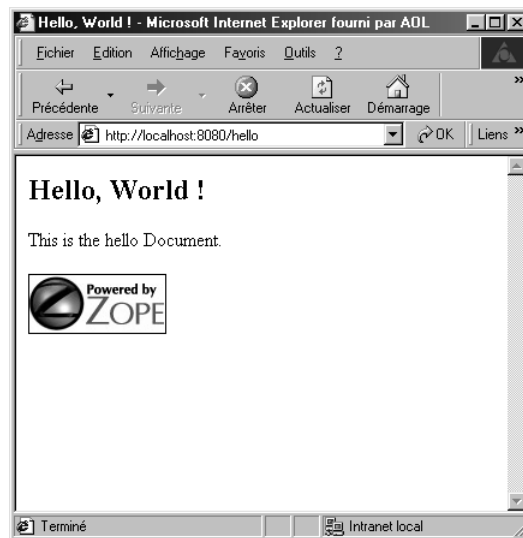 Hello, World ! - Microsoft Internet Explorer fourni par AOL
Fichier Edition Affichage Favoris Outils ?
Précédente Suivante Arrêter Actualiser Démarrage »
Adresse http://localhost:8080/hello OK Liens »
Hello, World !
This is the hello Document.
Powered by
ZOPE
Terminé Intranet local